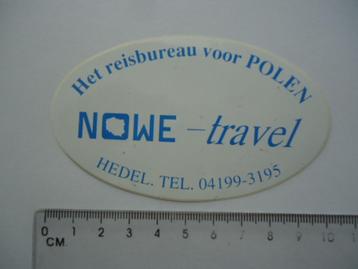 Het reisbureau voor POLEN
NOWE - travel
HEDEL. TEL. 04199-3195
0 1 2 3 4 5 6 7 8 9 10
CM.